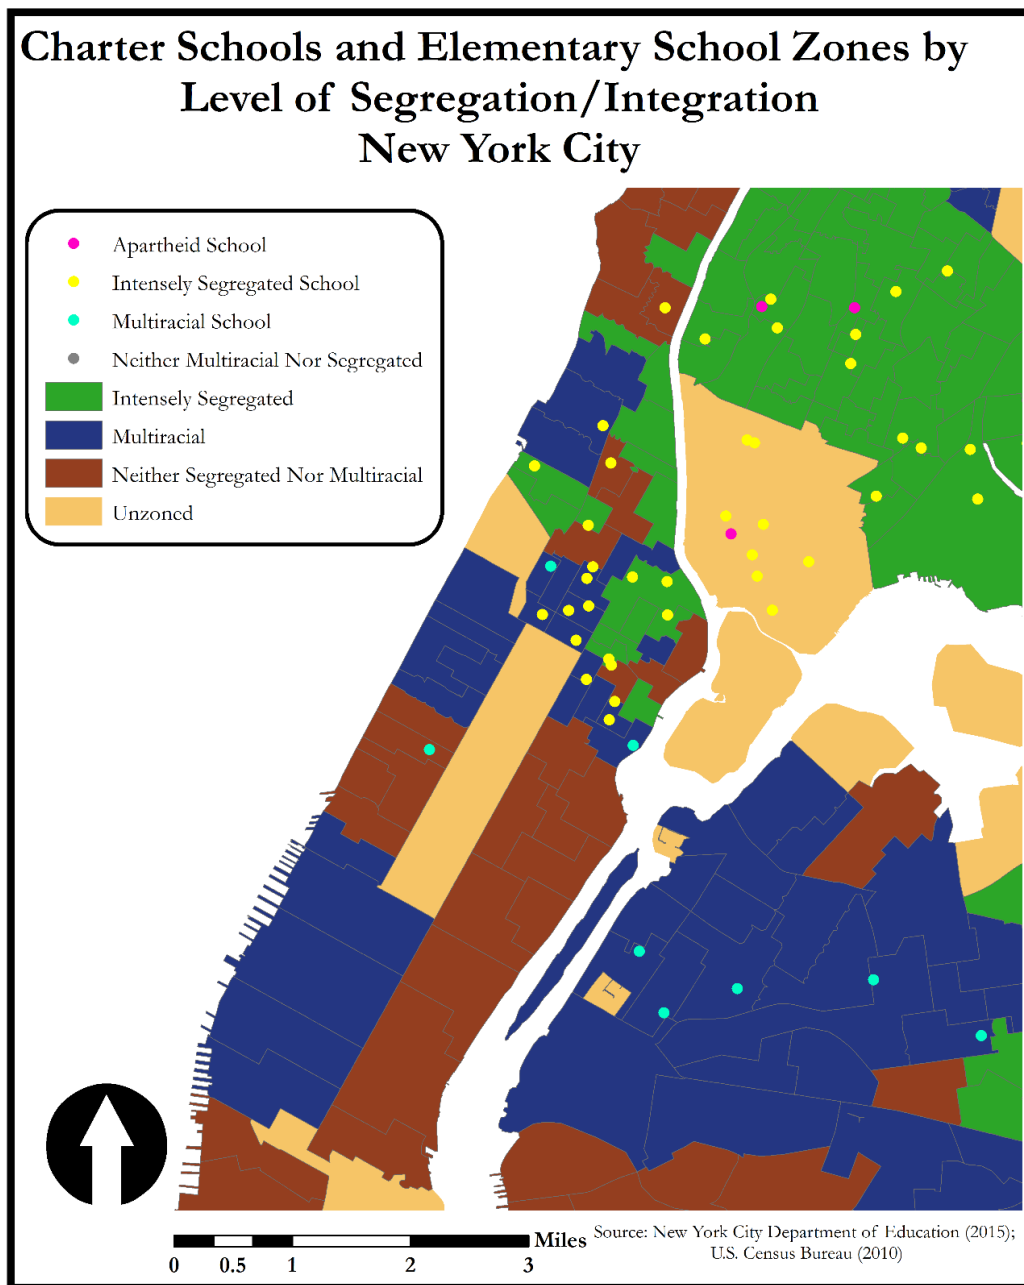 Charter Schools and Elementary School Zones by
Level of Segregation/Integration
New York City
Apartheid School
Intensely Segregated School
Multiracial School
Neither Multiracial Nor Segregated
Intensely Segregated
Multiracial
Neither Segregated Nor Multiracial
Unzoned
Miles
0 0.5 1 2 3
Source: New York City Department of Education (2015);
U.S. Census Bureau (2010)